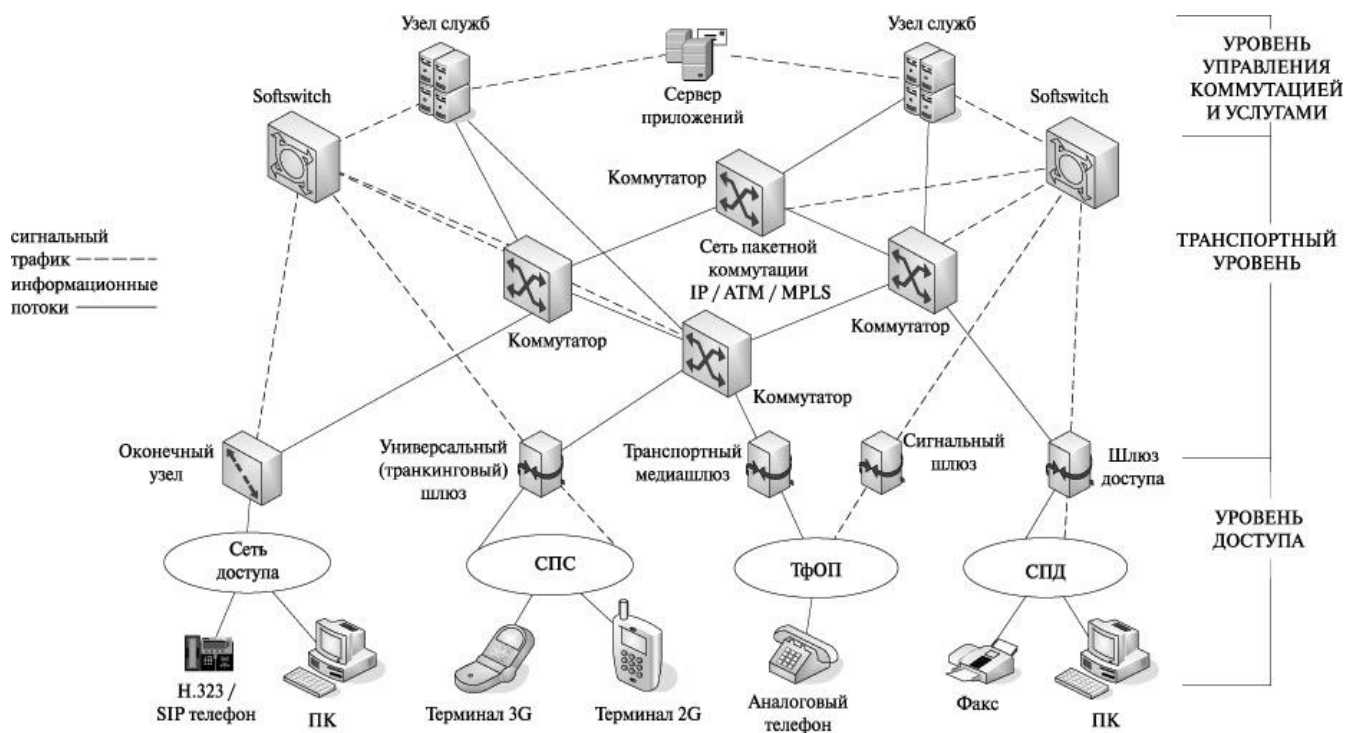 Узел служб
Узел служб
Softswitch
Сервер
приложений
Softswitch
УРОВЕНЬ
УПРАВЛЕНИЯ
КОММУТАЦИЕЙ
И УСЛУГАМИ
Коммутатор
сигнальный
трафик
информационные
потоки
Сеть пакетной
коммутации
IP / ATM / MPLS
ТРАНСПОРТНЫЙ
УРОВЕНЬ
Коммутатор
Коммутатор
Коммутатор
Оконечный
узел
Универсальный
(транкинговый)
шлюз
Транспортный
медиашлюз
Сигнальный
шлюз
Шлюз
доступа
УРОВЕНЬ
ДОСТУПА
Сеть
доступа
СПС
ТфОП
СПД
H.323 /
SIP телефон
ПК
Терминал 3G
Терминал 2G
Аналоговый
телефон
Факс
ПК